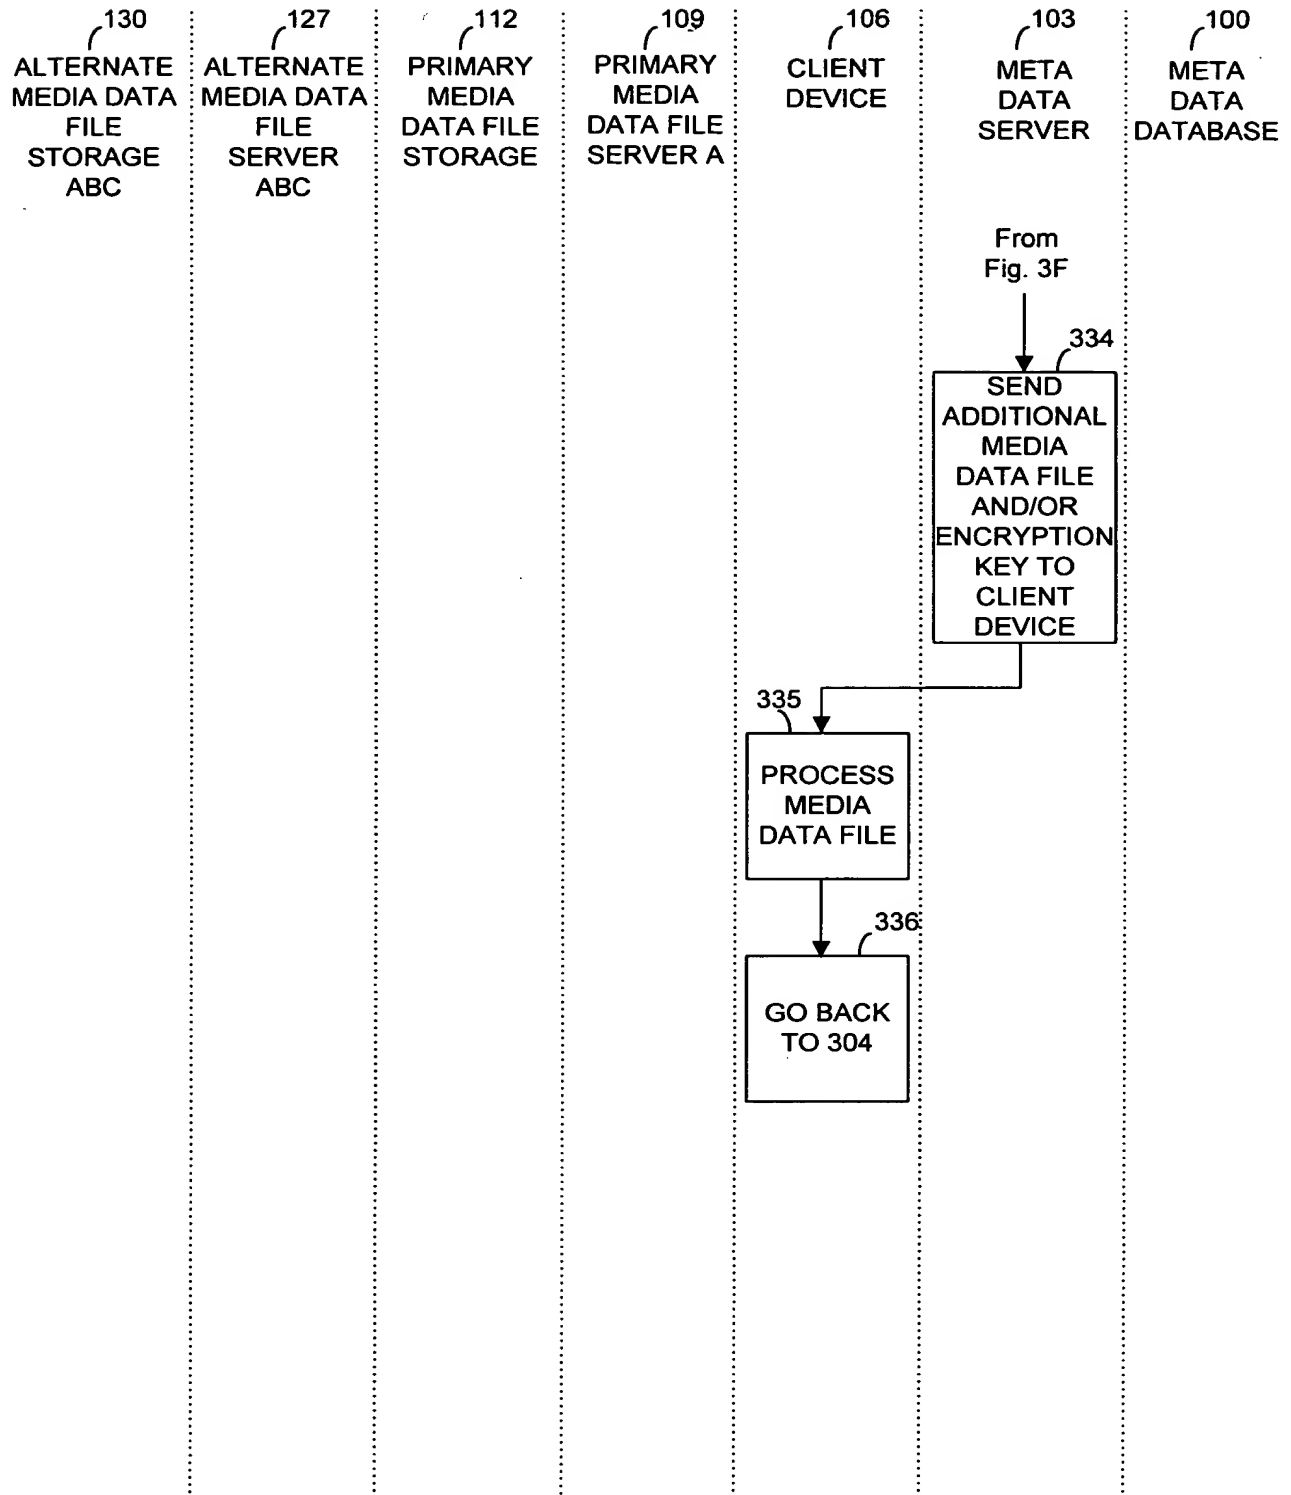 130
ALTERNATE
MEDIA DATA
FILE
STORAGE
ABC
127
ALTERNATE
MEDIA DATA
FILE
SERVER
ABC
112
PRIMARY
MEDIA
DATA FILE
STORAGE
109
PRIMARY
MEDIA
DATA FILE
SERVER A
106
CLIENT
DEVICE
103
META
DATA
SERVER
100
META
DATA
DATABASE
From
Fig. 3F
334
SEND
ADDITIONAL
MEDIA
DATA FILE
AND/OR
ENCRYPTION
KEY TO
CLIENT
DEVICE
335
PROCESS
MEDIA
DATA FILE
336
GO BACK
TO 304